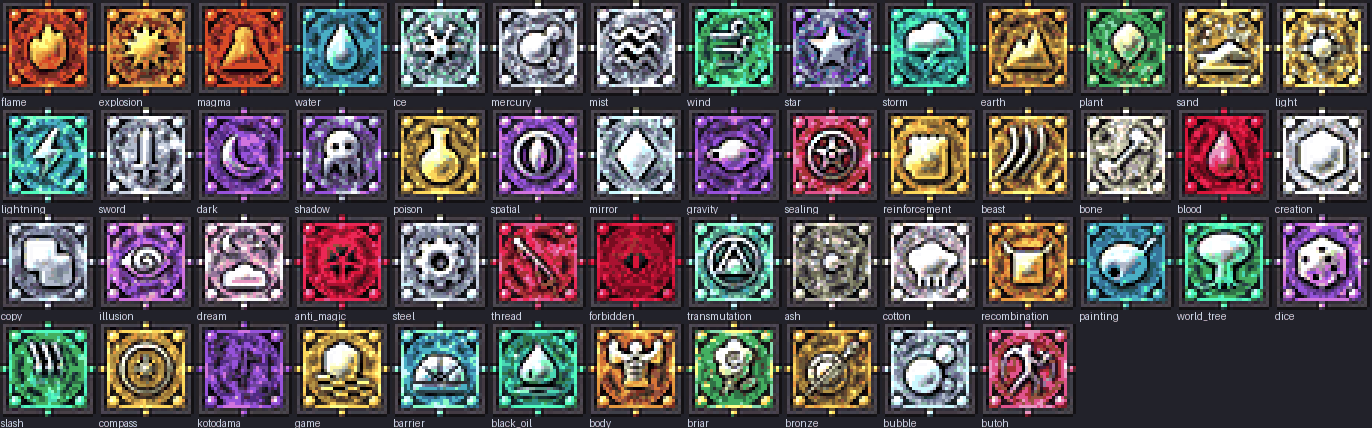 flame explosion magma water ice mercury mist wind star storm earth plant sand light
lightning sword dark shadow poison spatial mirror gravity sealing reinforcement beast bone blood creation
copy illusion dream anti_magic steel thread forbidden transmutation ash cotton recombination painting world_tree dice
slash compass kotodama game barrier black_oil body briar bronze bubble butoh